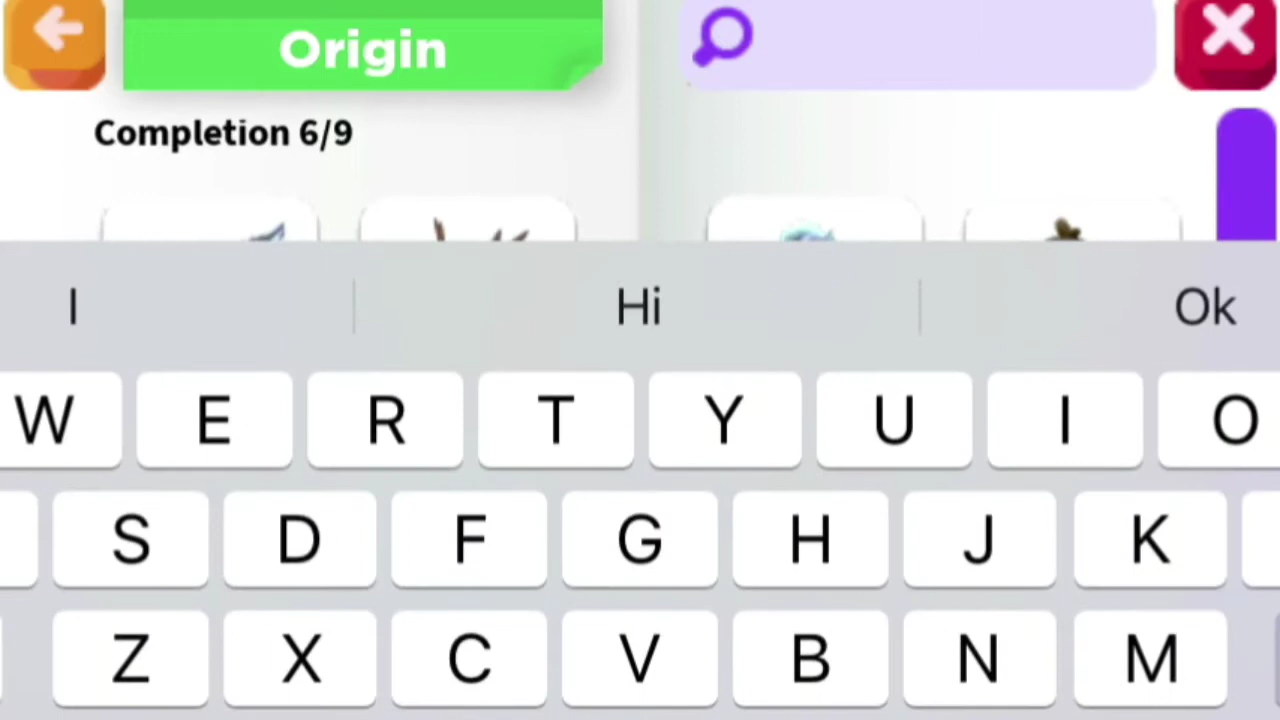 Origin
Completion 6/9
I Hi Ok
W E R T Y U I O
S D F G H J K
Z X C V B N M